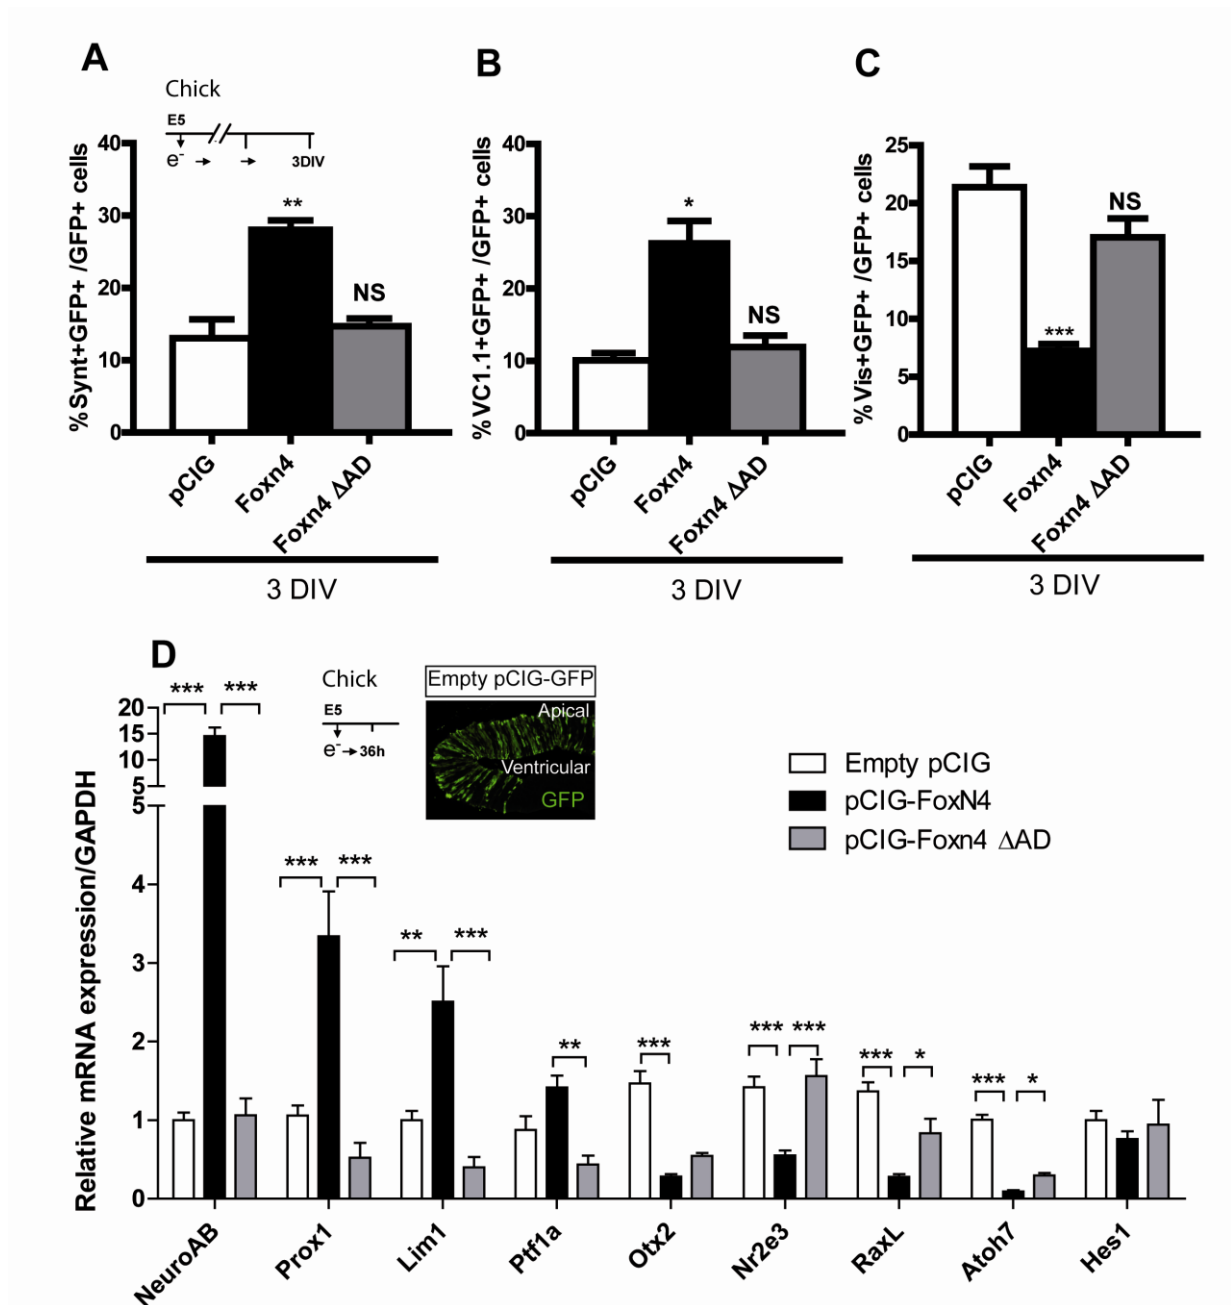 A
Chick
E5
e- → → 3DIV
%Synt+GFP+ /GFP+ cells
40
30
20
10
0
**
NS
pCIG
Foxn4
Foxn4 ΔAD
3 DIV
B
%VC1.1+GFP+ /GFP+ cells
40
30
20
10
0
*
NS
pCIG
Foxn4
Foxn4 ΔAD
3 DIV
C
%Vis+GFP+ /GFP+ cells
25
20
15
10
5
0
***
NS
pCIG
Foxn4
Foxn4 ΔAD
3 DIV
D
Chick
E5
e- → 36h
Empty pCIG-GFP
Apical
Ventricular
GFP
Empty pCIG
pCIG-FoxN4
pCIG-Foxn4 ΔAD
Relative mRNA expression/GAPDH
20
15
10
5
5
4
3
2
1
0
*** ***
*** ***
** ***
**
***
*** ***
*** *
*** *
NeuroAB
Prox1
Lim1
Ptf1a
Otx2
Nr2e3
RaxL
Atoh7
Hes1